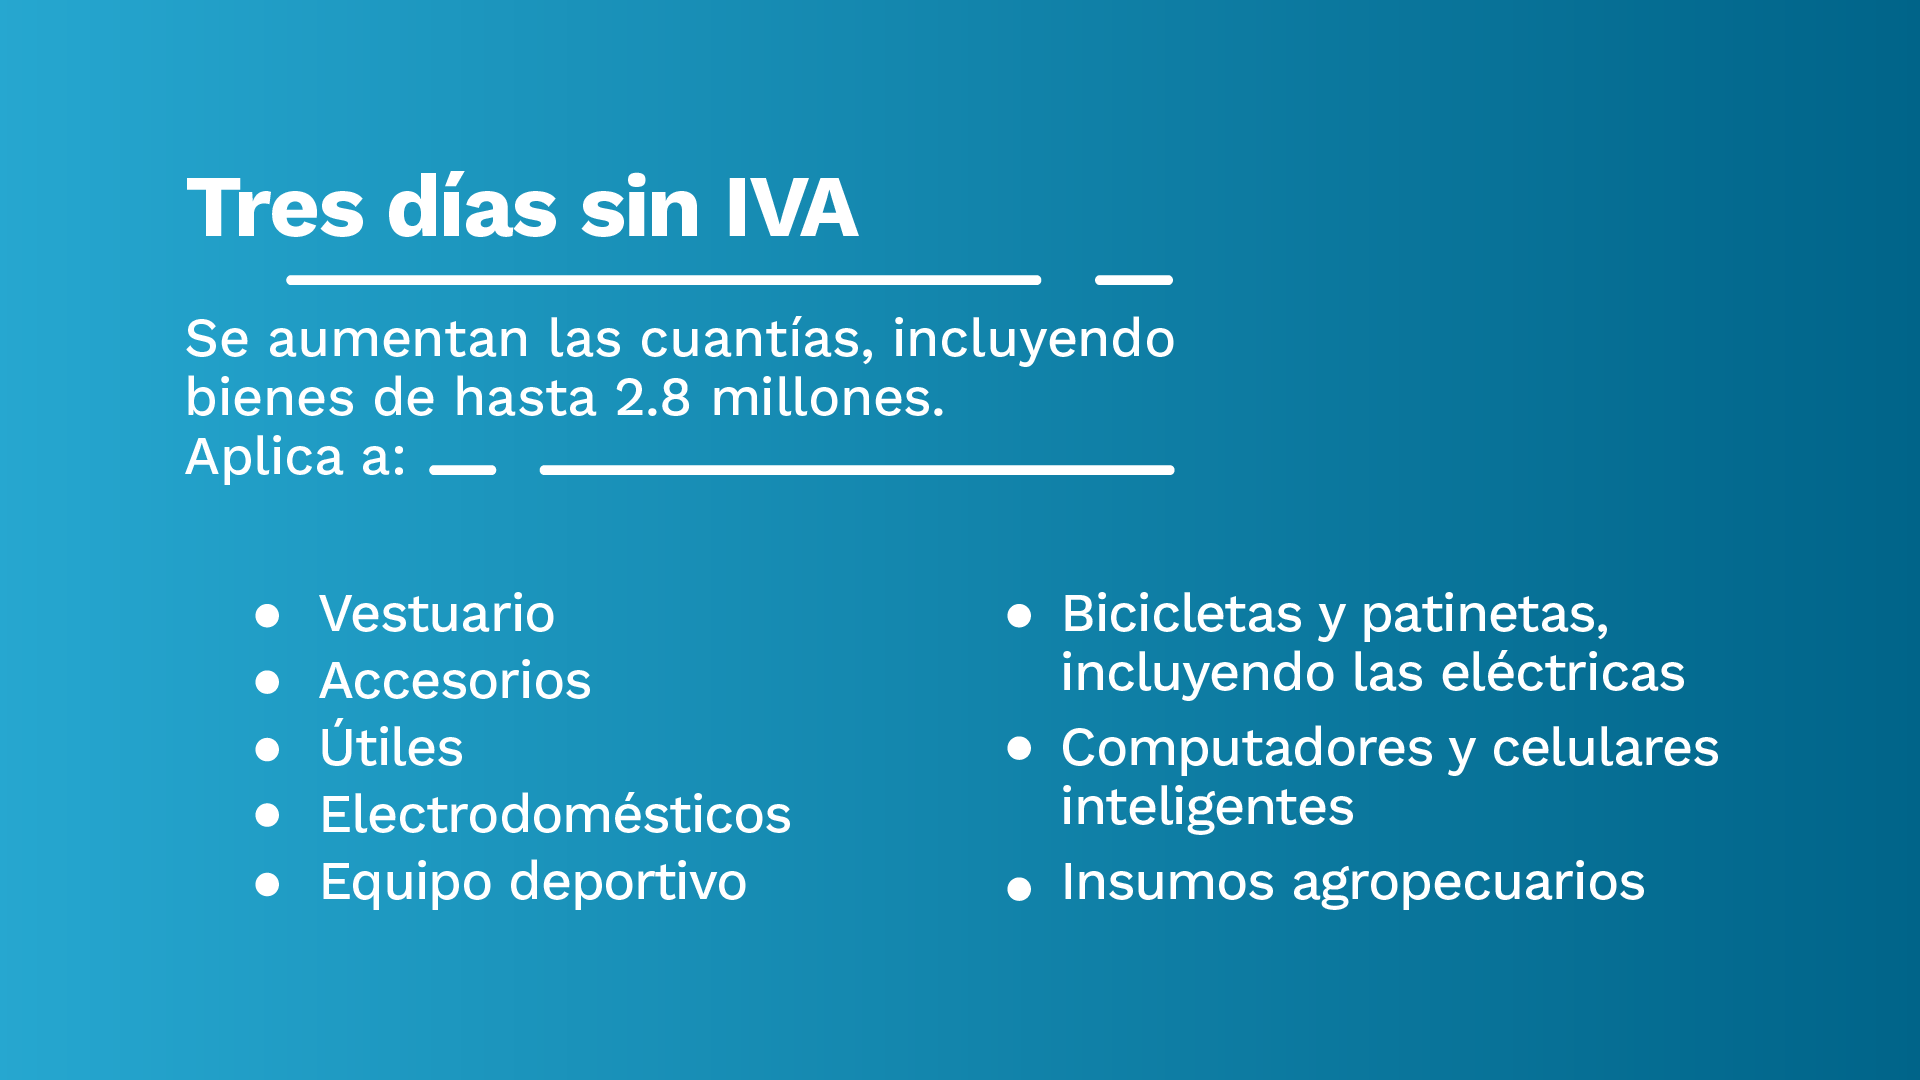 Tres días sin IVA
Se aumentan las cuantías, incluyendo
bienes de hasta 2.8 millones.
Aplica a:
• Vestuario
• Accesorios
• Útiles
• Electrodomésticos
• Equipo deportivo
• Bicicletas y patinetas,
incluyendo las eléctricas
• Computadores y celulares
inteligentes
• Insumos agropecuarios